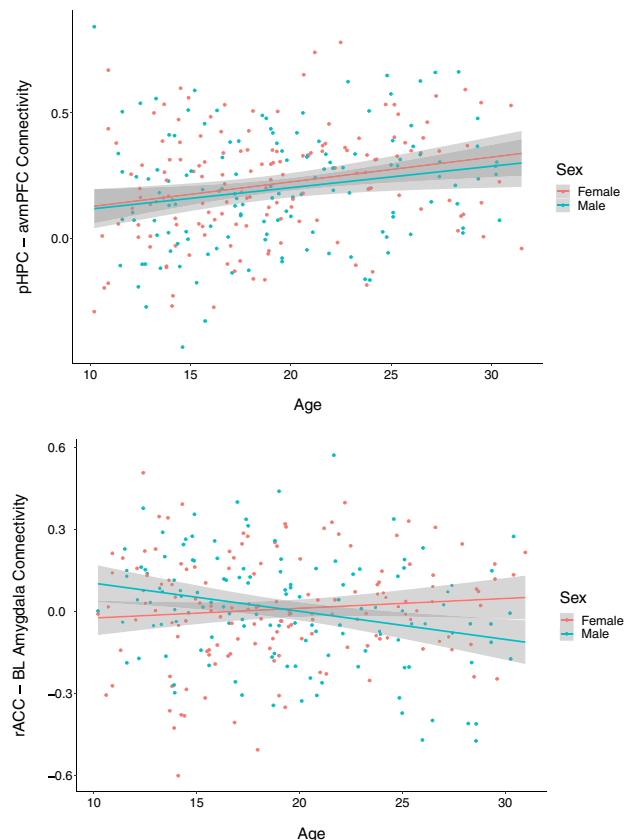 pHPC – avmPFC Connectivity
0.5
0.0
10
15
20
25
30
Age
Sex
Female
Male
rACC – BL Amygdala Connectivity
0.6
0.3
0.0
−0.3
−0.6
10
15
20
25
30
Age
Sex
Female
Male